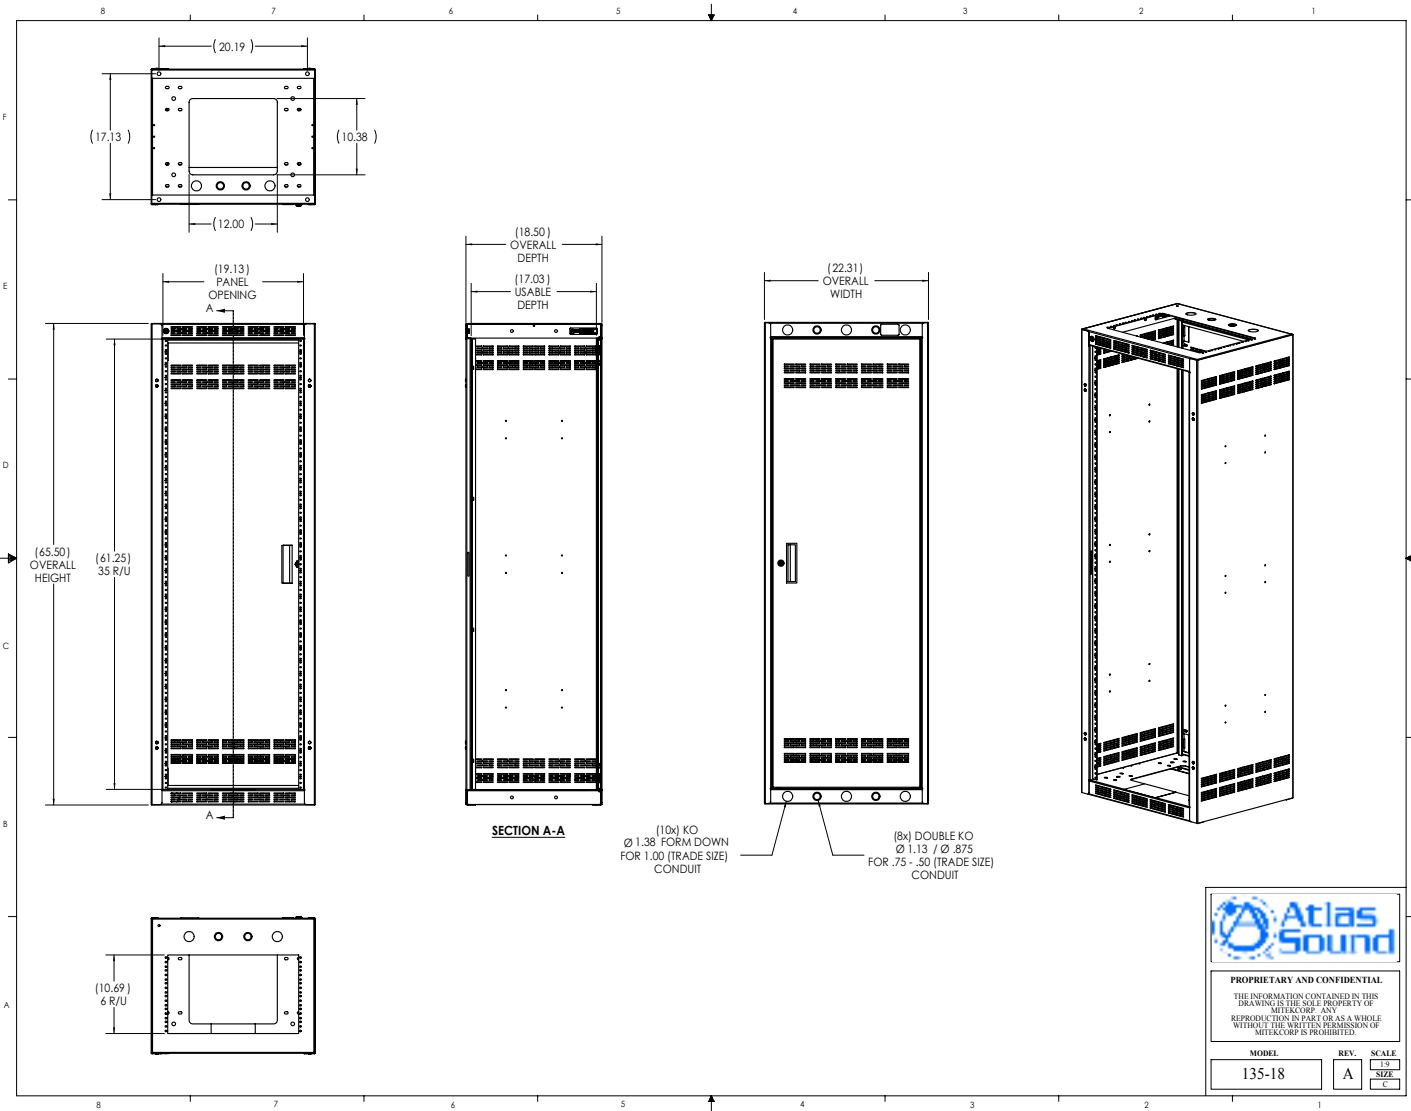 8 7 6 5 4 3 2 1
F
E
D
C
B
A
(20.19)
(17.13)
(10.38)
(12.00)
(19.13)
PANEL
OPENING
A
(65.50)
OVERALL
HEIGHT
(61.25)
35 R/U
A
(18.50)
OVERALL
DEPTH
(17.03)
USABLE
DEPTH
SECTION A-A
(22.31)
OVERALL
WIDTH
(10x) KO
Ø 1.38 FORM DOWN
FOR 1.00 (TRADE SIZE)
CONDUIT
(8x) DOUBLE KO
Ø 1.13 / Ø .875
FOR .75 - .50 (TRADE SIZE)
CONDUIT
(10.69)
6 R/U
Atlas
Sound
PROPRIETARY AND CONFIDENTIAL
THE INFORMATION CONTAINED IN THIS
DRAWING IS THE SOLE PROPERTY OF
MITEKCORP. ANY
REPRODUCTION IN PART OR AS A WHOLE
WITHOUT THE WRITTEN PERMISSION OF
MITEKCORP IS PROHIBITED.
MODEL
135-18
REV.
A
SCALE
1:9
SIZE
C
8 7 6 5 4 3 2 1